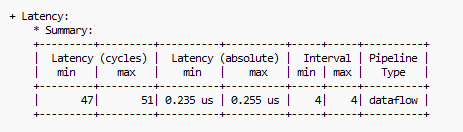 + Latency:
    * Summary:
    +---------+---------+----------+----------+-----+-----+----------+
    |  Latency (cycles) |  Latency (absolute) |  Interval | Pipeline |
    |   min   |   max   |    min   |    max   | min | max |   Type   |
    +---------+---------+----------+----------+-----+-----+----------+
    |       47|       51| 0.235 us | 0.255 us |    4|    4| dataflow |
    +---------+---------+----------+----------+-----+-----+----------+